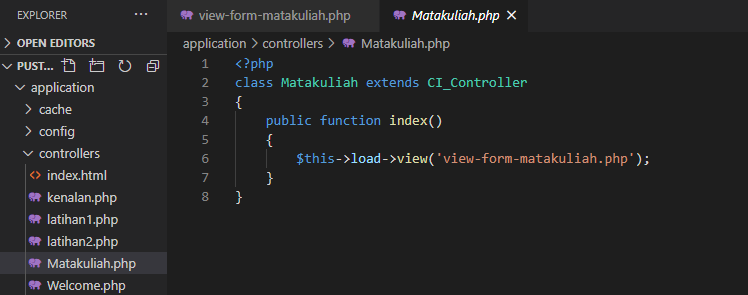 EXPLORER
OPEN EDITORS
PUST...
application
cache
config
controllers
index.html
kenalan.php
latihan1.php
latihan2.php
Matakuliah.php
Welcome.php
view-form-matakuliah.php
Matakuliah.php
application > controllers > Matakuliah.php
1 <?php
2 class Matakuliah extends CI_Controller
3 {
4 public function index()
5 {
6 $this->load->view('view-form-matakuliah.php');
7 }
8 }